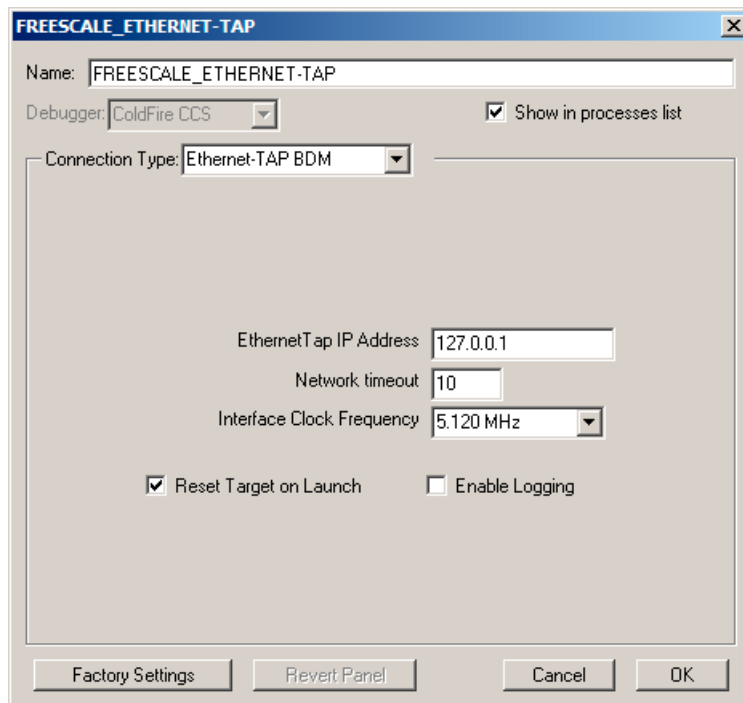 FREESCALE_ETHERNET-TAP
Name: FREESCALE_ETHERNET-TAP
Debugger: ColdFire CCS Show in processes list
Connection Type: Ethernet-TAP BDM
EthernetTap IP Address 127.0.0.1
Network timeout 10
Interface Clock Frequency 5.120 MHz
Reset Target on Launch Enable Logging
Factory Settings Revert Panel Cancel OK